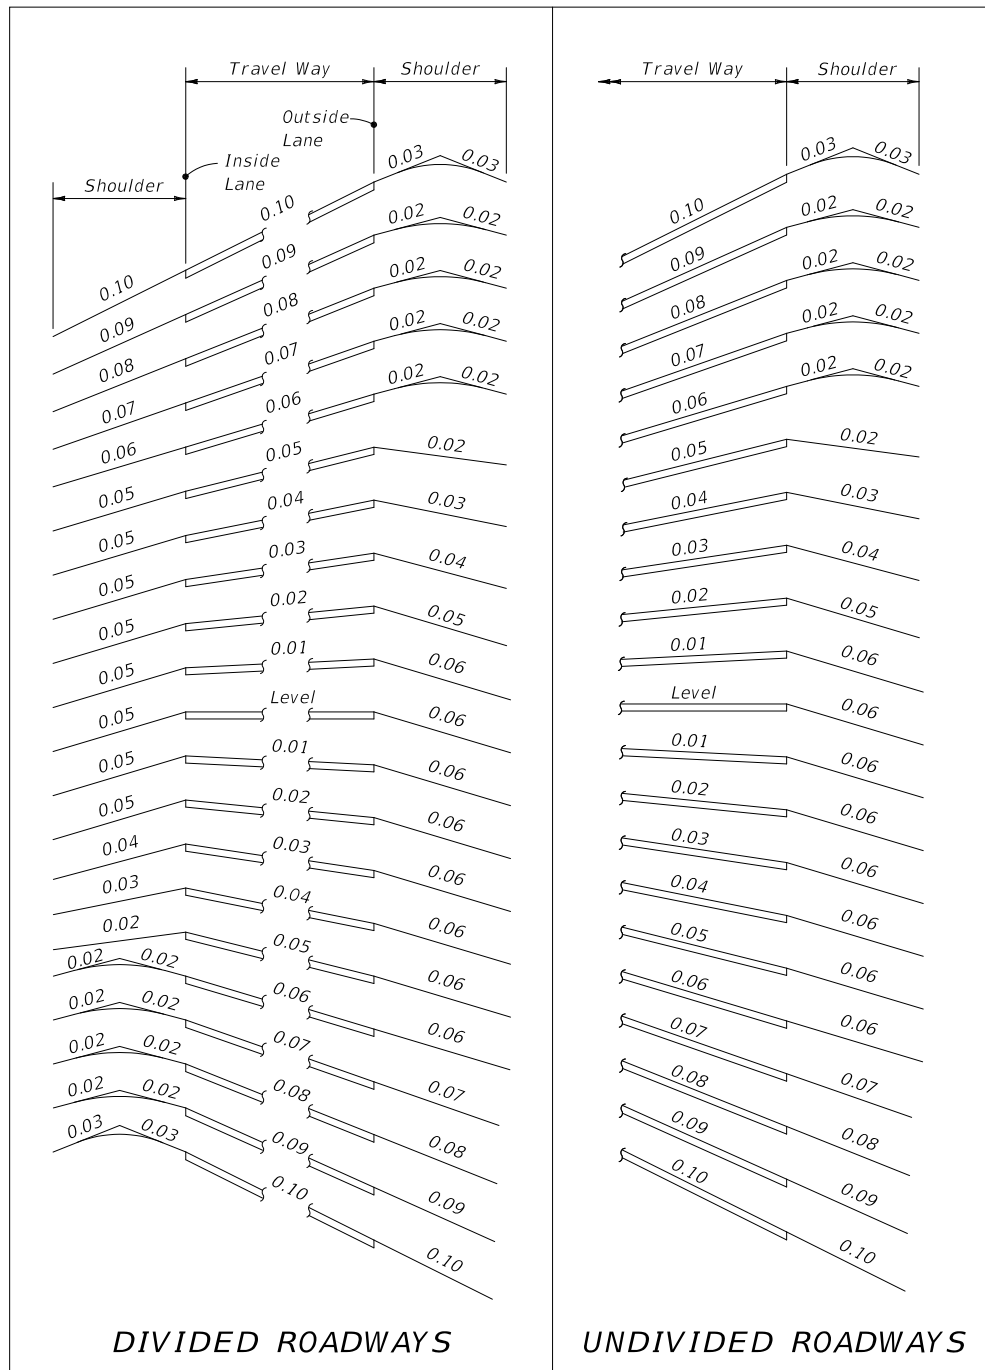 Travel Way
Shoulder
Outside
Lane
Inside
Lane
Shoulder
0.10 0.10 0.03 0.03
0.09 0.09 0.02 0.02
0.08 0.08 0.02 0.02
0.07 0.07 0.02 0.02
0.06 0.06 0.02 0.02
0.05 0.05 0.02
0.05 0.04 0.03
0.05 0.03 0.04
0.05 0.02 0.05
0.05 0.01 0.06
0.05 Level 0.06
0.05 0.01 0.06
0.05 0.02 0.06
0.04 0.03 0.06
0.03 0.04 0.06
0.02 0.05 0.06
0.02 0.02 0.06 0.06
0.02 0.02 0.07 0.07
0.02 0.02 0.08 0.08
0.02 0.02 0.09 0.09
0.03 0.03 0.10 0.10
DIVIDED ROADWAYS
Travel Way
Shoulder
0.10 0.03 0.03
0.09 0.02 0.02
0.08 0.02 0.02
0.07 0.02 0.02
0.06 0.02 0.02
0.05 0.02
0.04 0.03
0.03 0.04
0.02 0.05
0.01 0.06
Level 0.06
0.01 0.06
0.02 0.06
0.03 0.06
0.04 0.06
0.05 0.06
0.06 0.06
0.07 0.07
0.08 0.08
0.09 0.09
0.10 0.10
UNDIVIDED ROADWAYS